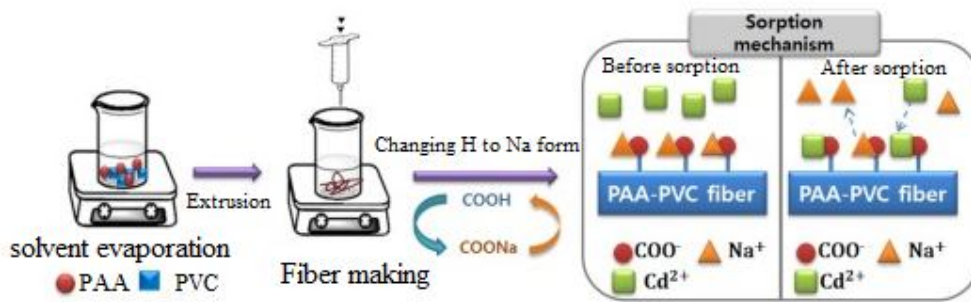 solvent evaporation
PAA PVC
Extrusion
Fiber making
Changing H to Na form
COOH
COONa
Sorption
mechanism
Before sorption
PAA-PVC fiber
COO⁻ Na⁺
Cd²⁺
After sorption
PAA-PVC fiber
COO⁻ Na⁺
Cd²⁺